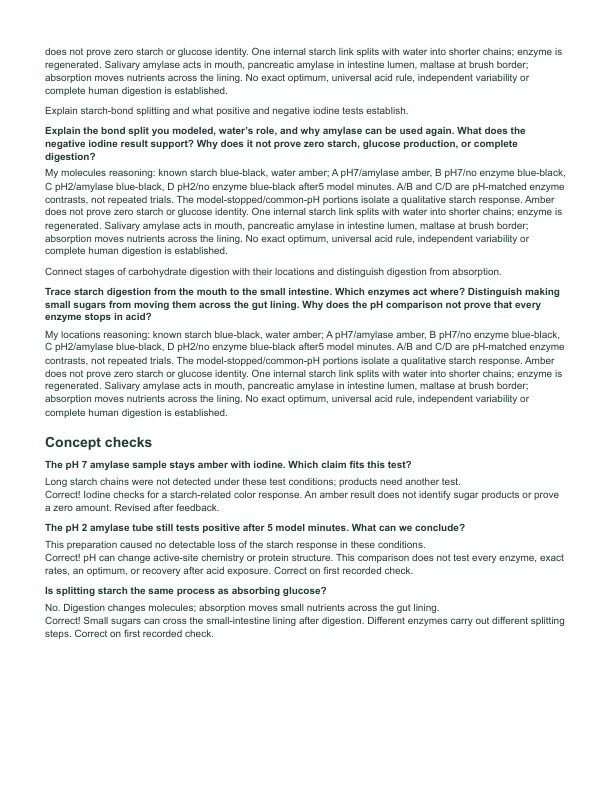 does not prove zero starch or glucose identity. One internal starch link splits with water into shorter chains; enzyme is
regenerated. Salivary amylase acts in mouth, pancreatic amylase in intestine lumen, maltase at brush border;
absorption moves nutrients across the lining. No exact optimum, universal acid rule, independent variability or
complete human digestion is established.
Explain starch-bond splitting and what positive and negative iodine tests establish.
Explain the bond split you modeled, water’s role, and why amylase can be used again. What does the
negative iodine result support? Why does it not prove zero starch, glucose production, or complete
digestion?
My molecules reasoning: known starch blue-black, water amber; A pH7/amylase amber, B pH7/no enzyme blue-black,
C pH2/amylase blue-black, D pH2/no enzyme blue-black after5 model minutes. A/B and C/D are pH-matched enzyme
contrasts, not repeated trials. The model-stopped/common-pH portions isolate a qualitative starch response. Amber
does not prove zero starch or glucose identity. One internal starch link splits with water into shorter chains; enzyme is
regenerated. Salivary amylase acts in mouth, pancreatic amylase in intestine lumen, maltase at brush border;
absorption moves nutrients across the lining. No exact optimum, universal acid rule, independent variability or
complete human digestion is established.
Connect stages of carbohydrate digestion with their locations and distinguish digestion from absorption.
Trace starch digestion from the mouth to the small intestine. Which enzymes act where? Distinguish making
small sugars from moving them across the gut lining. Why does the pH comparison not prove that every
enzyme stops in acid?
My locations reasoning: known starch blue-black, water amber; A pH7/amylase amber, B pH7/no enzyme blue-black,
C pH2/amylase blue-black, D pH2/no enzyme blue-black after5 model minutes. A/B and C/D are pH-matched enzyme
contrasts, not repeated trials. The model-stopped/common-pH portions isolate a qualitative starch response. Amber
does not prove zero starch or glucose identity. One internal starch link splits with water into shorter chains; enzyme is
regenerated. Salivary amylase acts in mouth, pancreatic amylase in intestine lumen, maltase at brush border;
absorption moves nutrients across the lining. No exact optimum, universal acid rule, independent variability or
complete human digestion is established.
Concept checks
The pH 7 amylase sample stays amber with iodine. Which claim fits this test?
Long starch chains were not detected under these test conditions; products need another test.
Correct! Iodine checks for a starch-related color response. An amber result does not identify sugar products or prove
a zero amount. Revised after feedback.
The pH 2 amylase tube still tests positive after 5 model minutes. What can we conclude?
This preparation caused no detectable loss of the starch response in these conditions.
Correct! pH can change active-site chemistry or protein structure. This comparison does not test every enzyme, exact
rates, an optimum, or recovery after acid exposure. Correct on first recorded check.
Is splitting starch the same process as absorbing glucose?
No. Digestion changes molecules; absorption moves small nutrients across the gut lining.
Correct! Small sugars can cross the small-intestine lining after digestion. Different enzymes carry out different splitting
steps. Correct on first recorded check.